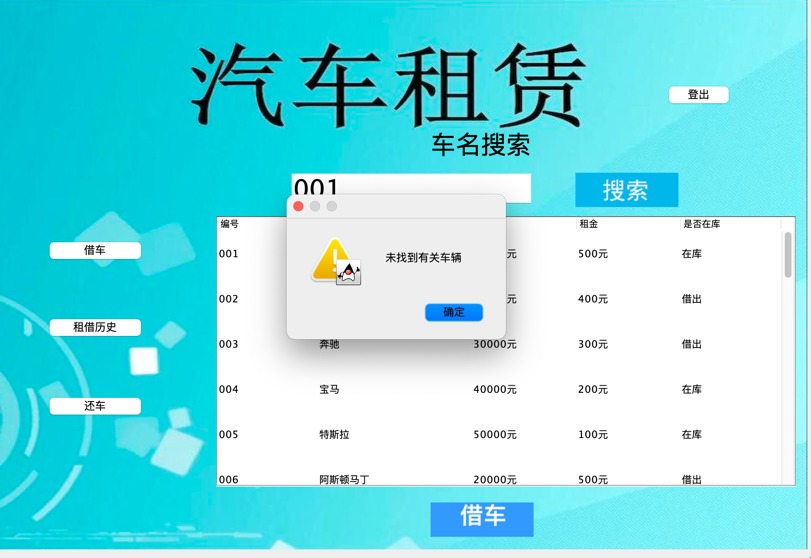 汽车租赁
登出
车名搜索
001 搜索
编号 租金 是否在库
借车
001 元 500元 在库
未找到有关车辆
002 元 400元 借出
确定
租借历史
003 奔驰 30000元 300元 借出
004 宝马 40000元 200元 在库
还车
005 特斯拉 50000元 100元 在库
006 阿斯顿马丁 20000元 500元 借出
借车